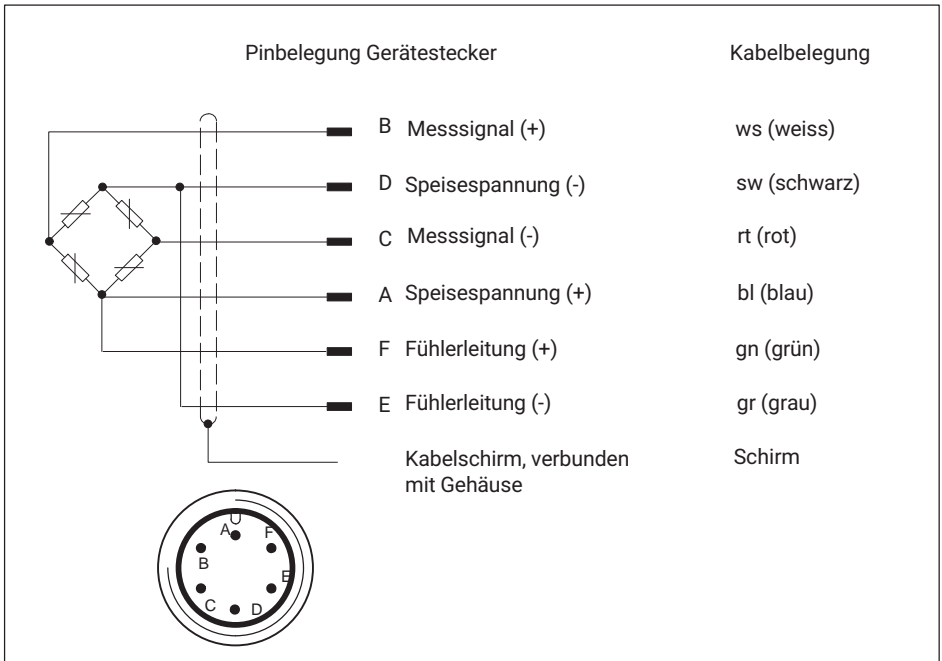 Pinbelegung Gerätestecker Kabelbelegung
B Messsignal (+) ws (weiss)
D Speisespannung (-) sw (schwarz)
C Messsignal (-) rt (rot)
A Speisespannung (+) bl (blau)
F Fühlerleitung (+) gn (grün)
E Fühlerleitung (-) gr (grau)
Kabelschirm, verbunden Schirm
mit Gehäuse
A F
B E
C D